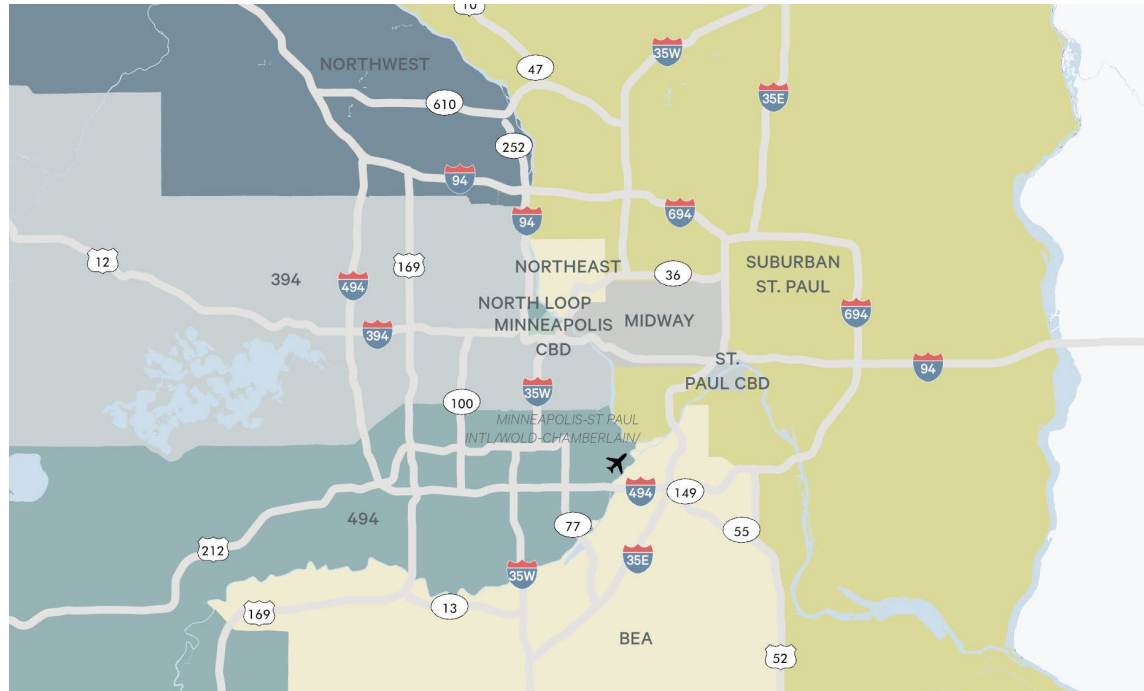 10
35W
NORTHWEST
47
35E
610
252
94
94
694
12
169
NORTHEAST
36
SUBURBAN
ST. PAUL
394
494
NORTH LOOP
MINNEAPOLIS
CBD
MIDWAY
694
394
ST.
PAUL CBD
94
35W
100
MINNEAPOLIS-ST PAUL
INTL/WOLD-CHAMBERLAIN/
494
149
494
77
55
212
35E
35W
169
13
BEA
52